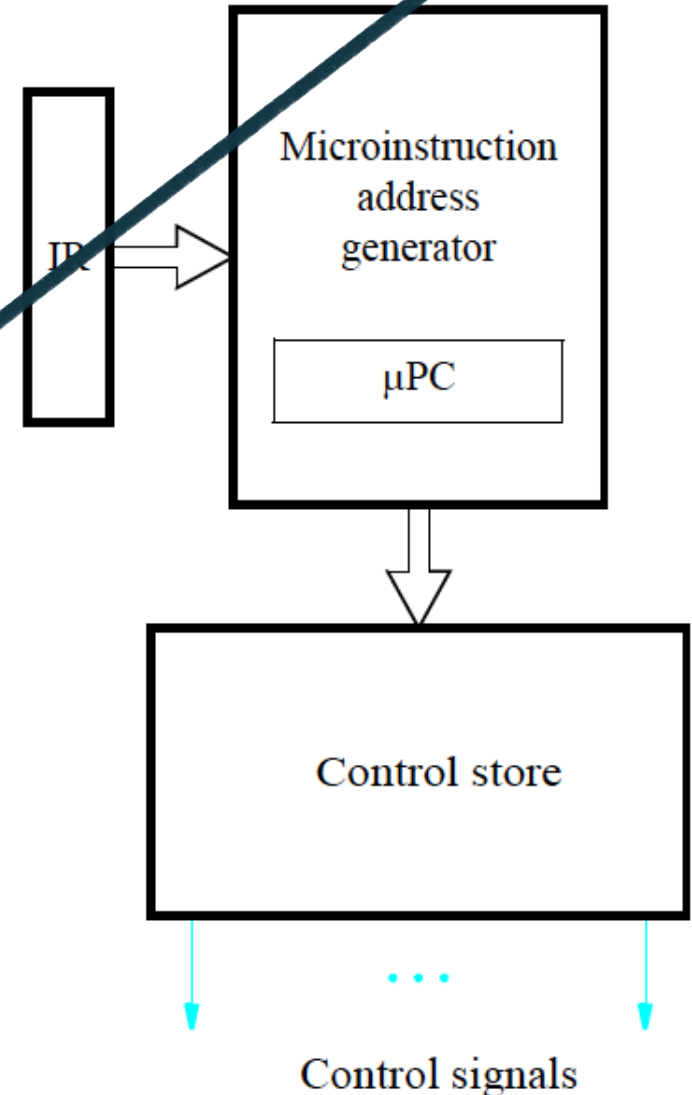 Microinstruction
address
generator
IR
μPC
Control store
Control signals